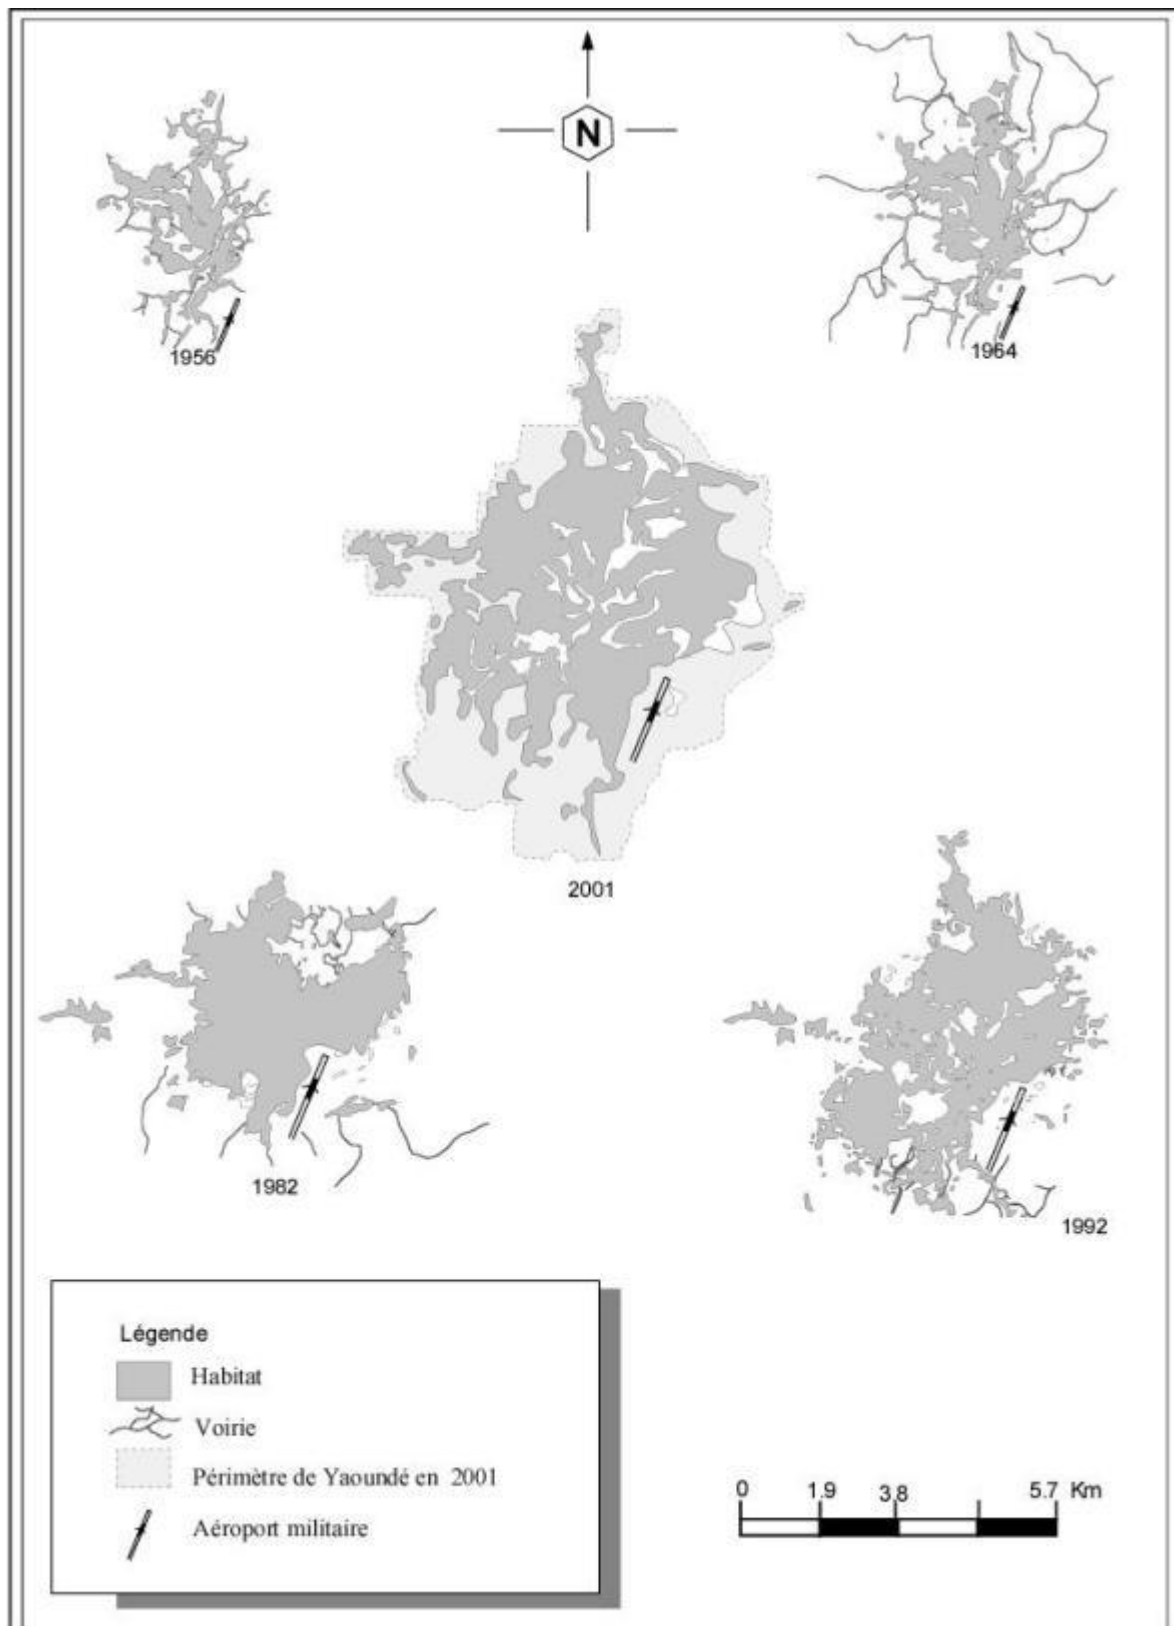 N
1956
1964
2001
1982
1992
Légende
Habitat
Voirie
Périmètre de Yaoundé en 2001
Aéroport militaire
0 1.9 3.8 5.7 Km